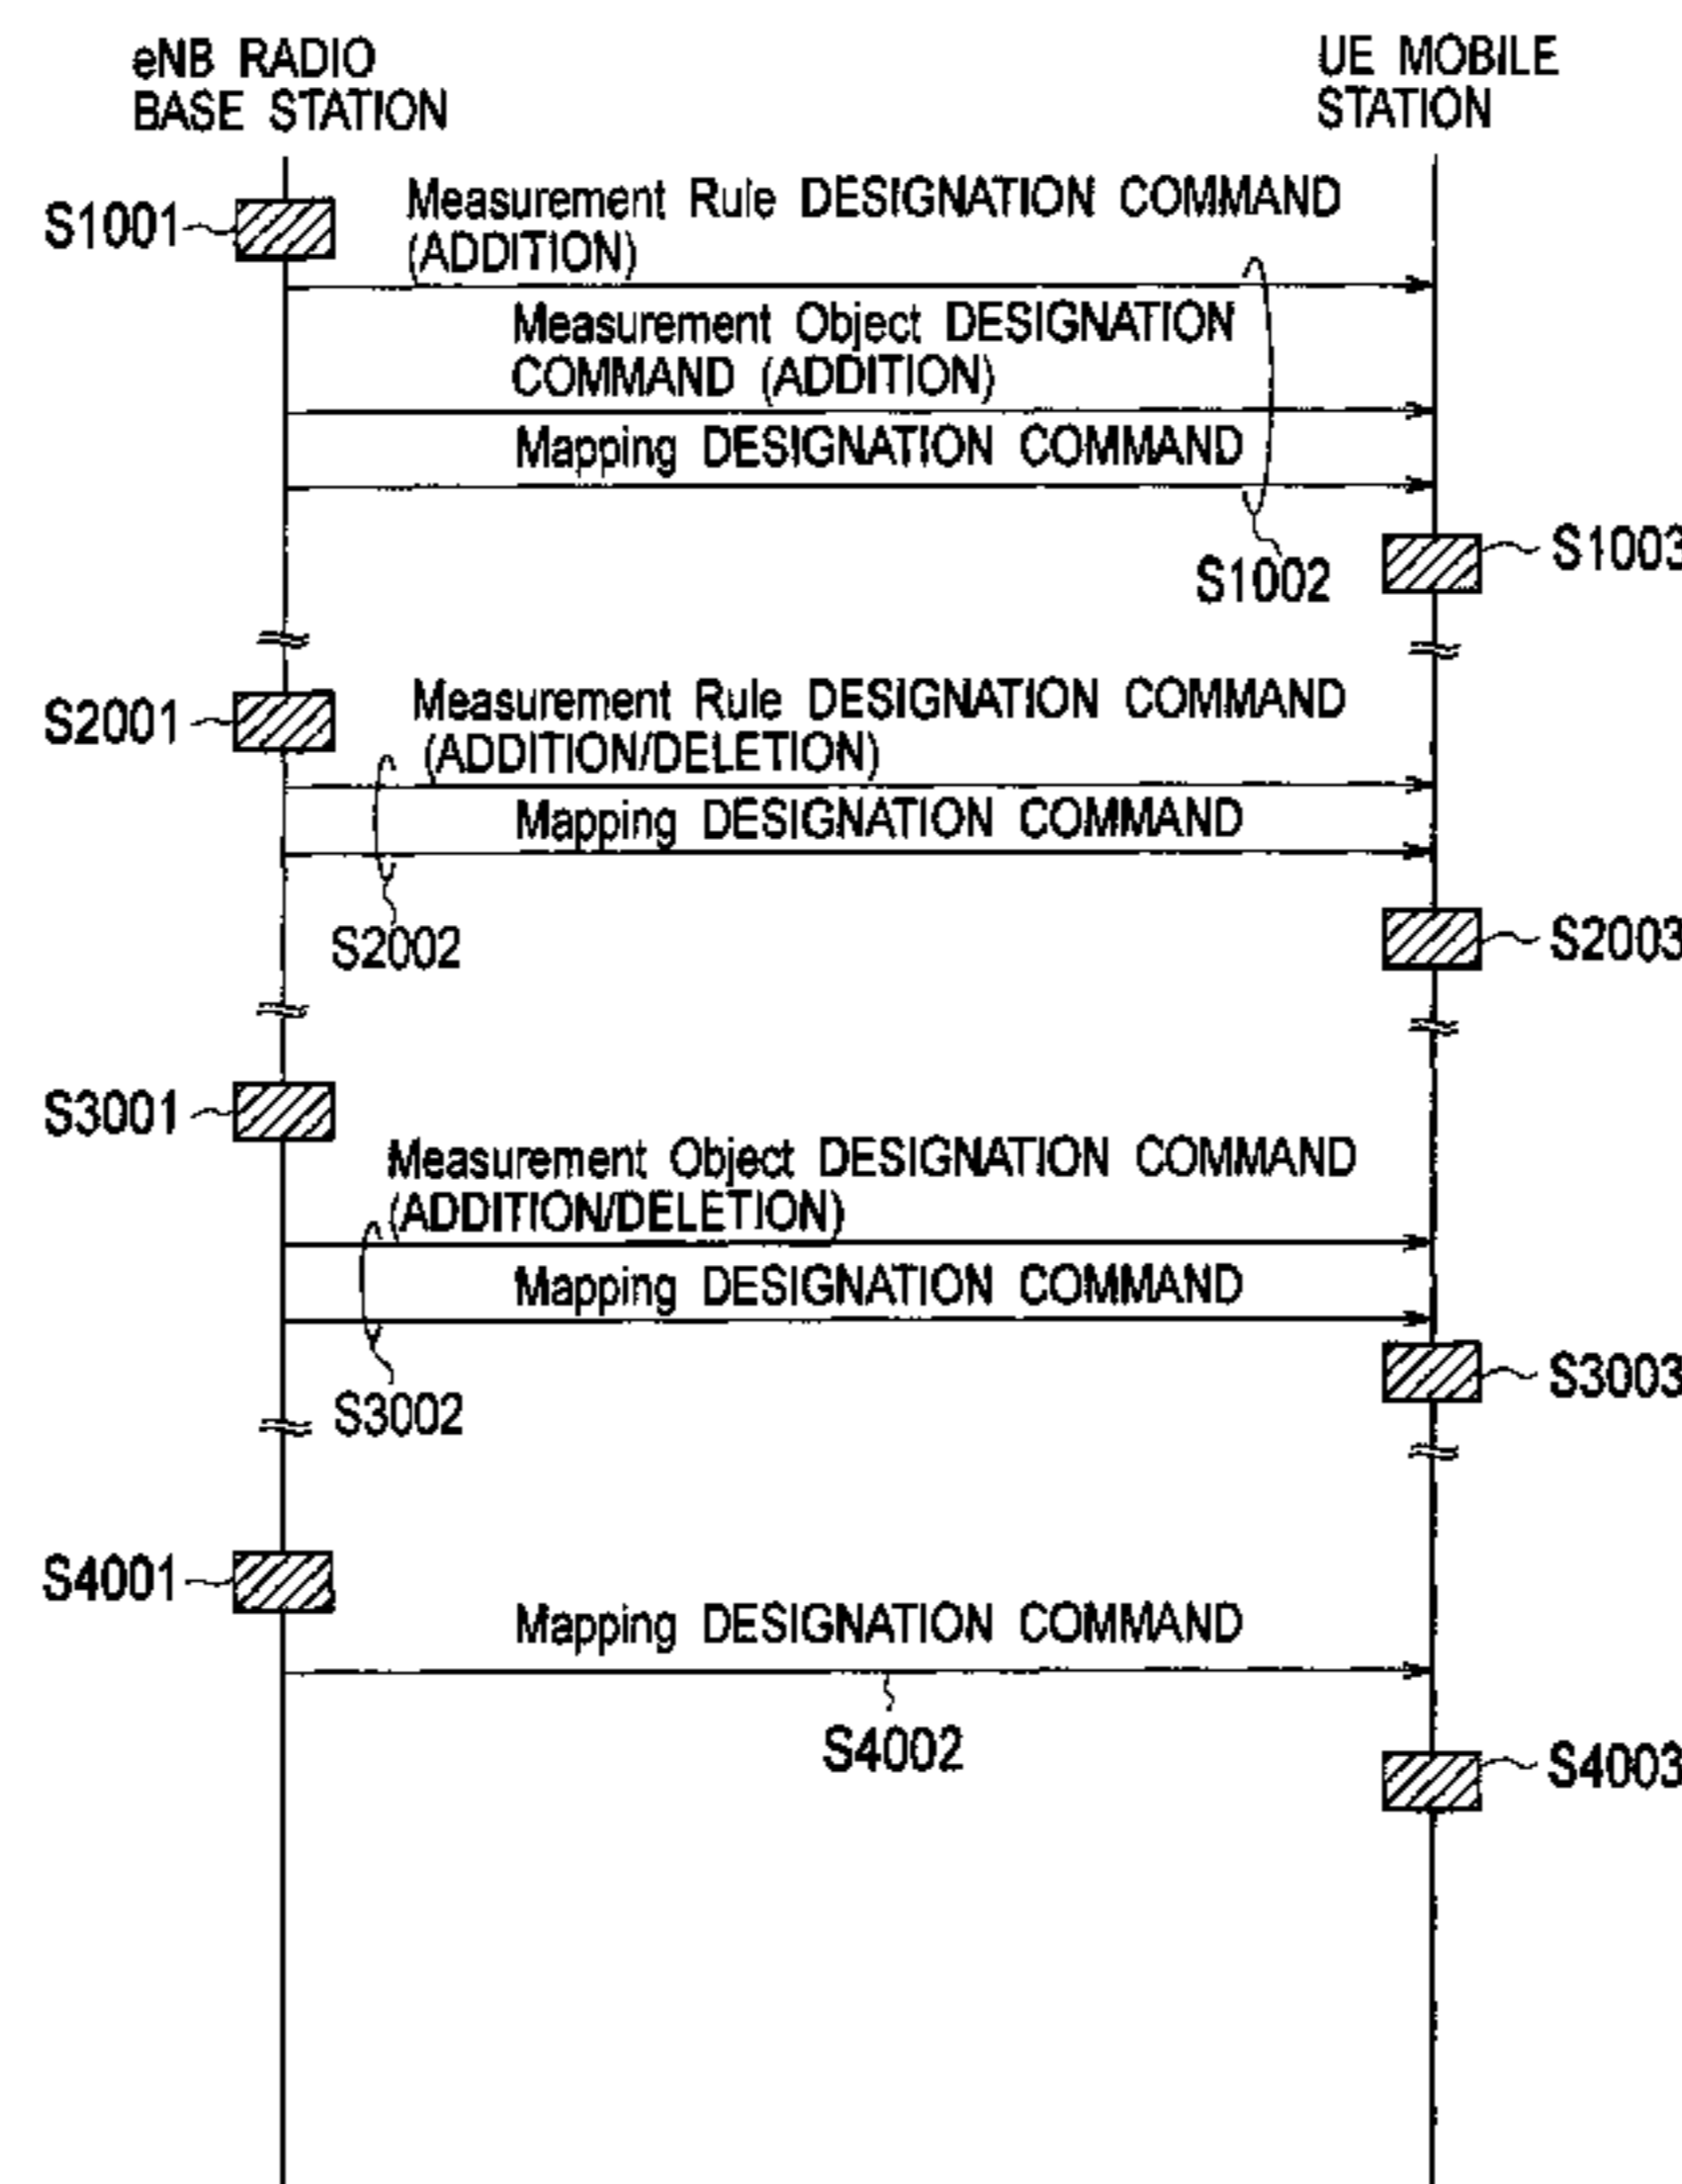 eNB RADIO
BASE STATION
UE MOBILE
STATION
S1001
Measurement Rule DESIGNATION COMMAND
(ADDITION)
Measurement Object DESIGNATION
COMMAND (ADDITION)
Mapping DESIGNATION COMMAND
S1002
S1003
S2001
Measurement Rule DESIGNATION COMMAND
(ADDITION/DELETION)
Mapping DESIGNATION COMMAND
S2002
S2003
S3001
Measurement Object DESIGNATION COMMAND
(ADDITION/DELETION)
Mapping DESIGNATION COMMAND
S3002
S3003
S4001
Mapping DESIGNATION COMMAND
S4002
S4003